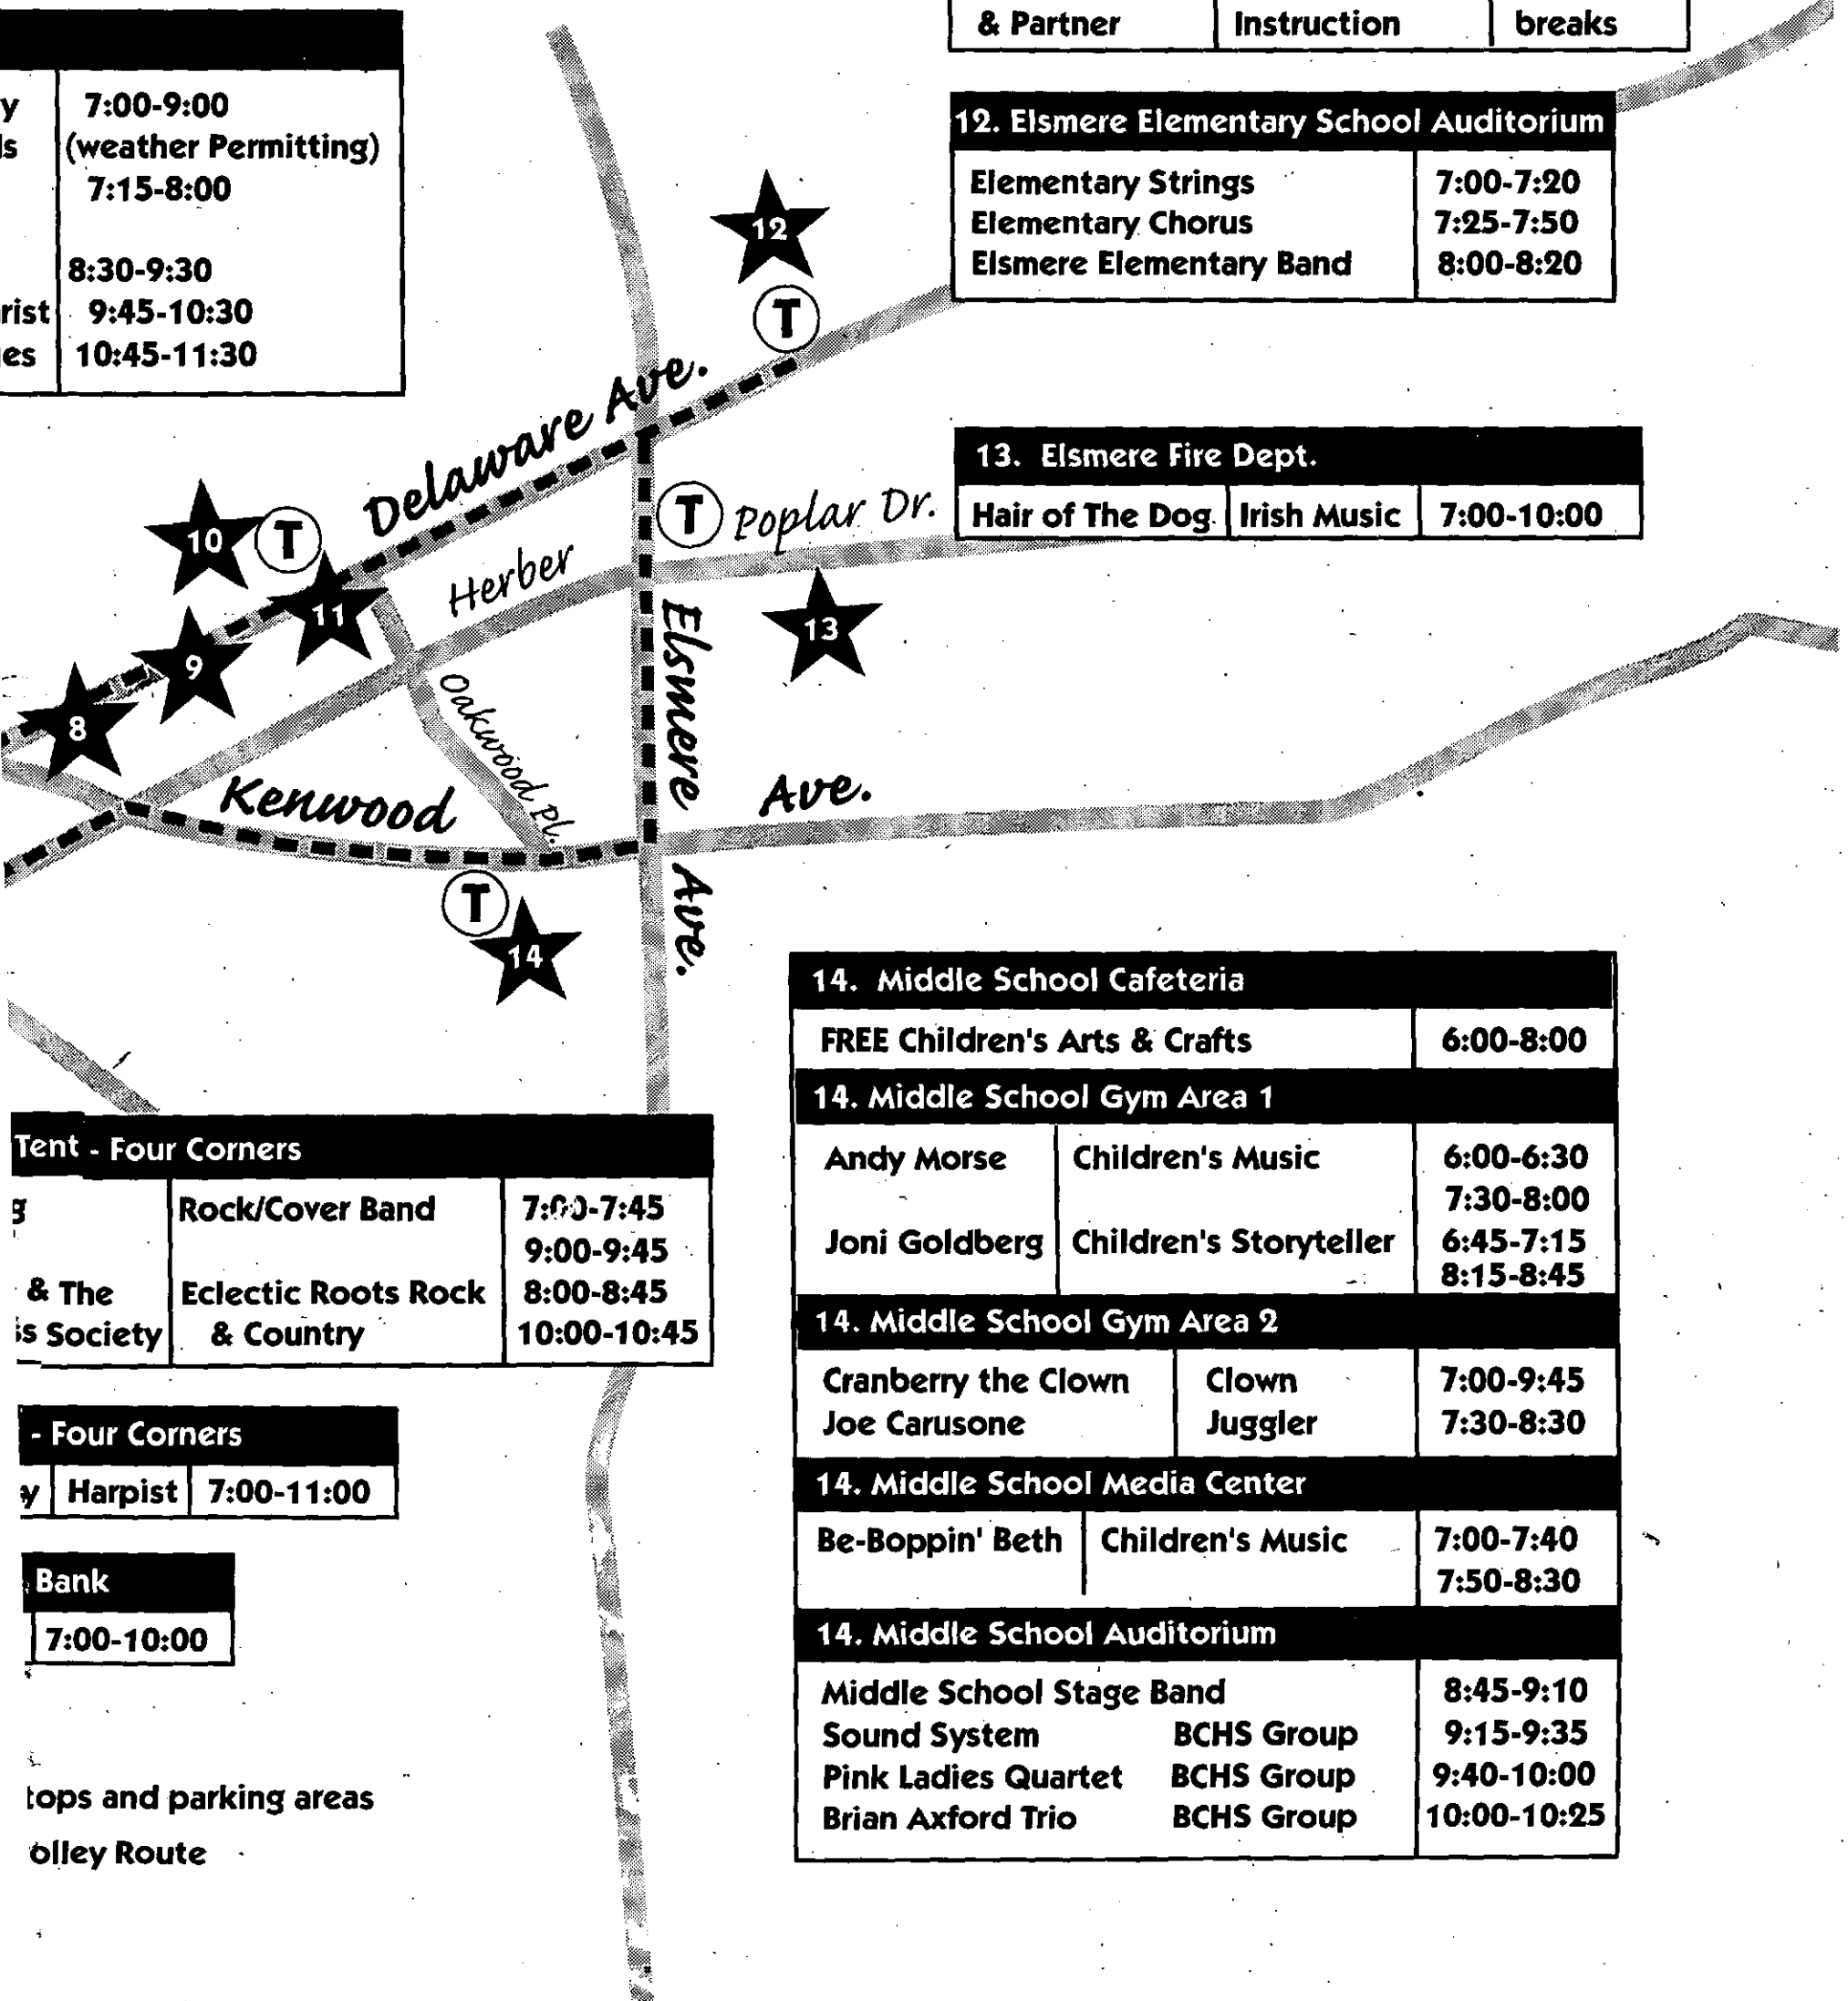 & Partner Instruction breaks
y 7:00-9:00
ls (weather Permitting)
7:15-8:00
8:30-9:30
rist 9:45-10:30
es 10:45-11:30
12. Elsmere Elementary School Auditorium
Elementary Strings 7:00-7:20
Elementary Chorus 7:25-7:50
Elsmere Elementary Band 8:00-8:20
12
T
Delaware Ave.
13. Elsmere Fire Dept.
Hair of The Dog Irish Music 7:00-10:00
T Poplar Dr.
10 T
11
Herber
13
9
8
Oakwood Pl.
Elsmere Ave.
Kenwood Ave.
T
14
14. Middle School Cafeteria
FREE Children's Arts & Crafts 6:00-8:00
14. Middle School Gym Area 1
Andy Morse Children's Music 6:00-6:30
7:30-8:00
Joni Goldberg Children's Storyteller 6:45-7:15
8:15-8:45
14. Middle School Gym Area 2
Cranberry the Clown Clown 7:00-9:45
Joe Carusone Juggler 7:30-8:30
14. Middle School Media Center
Be-Boppin' Beth Children's Music 7:00-7:40
7:50-8:30
14. Middle School Auditorium
Middle School Stage Band 8:45-9:10
Sound System BCHS Group 9:15-9:35
Pink Ladies Quartet BCHS Group 9:40-10:00
Brian Axford Trio BCHS Group 10:00-10:25
Tent - Four Corners
g Rock/Cover Band 7:00-7:45
9:00-9:45
& The Eclectic Roots Rock 8:00-8:45
is Society & Country 10:00-10:45
- Four Corners
y Harpist 7:00-11:00
Bank
7:00-10:00
tops and parking areas
olley Route